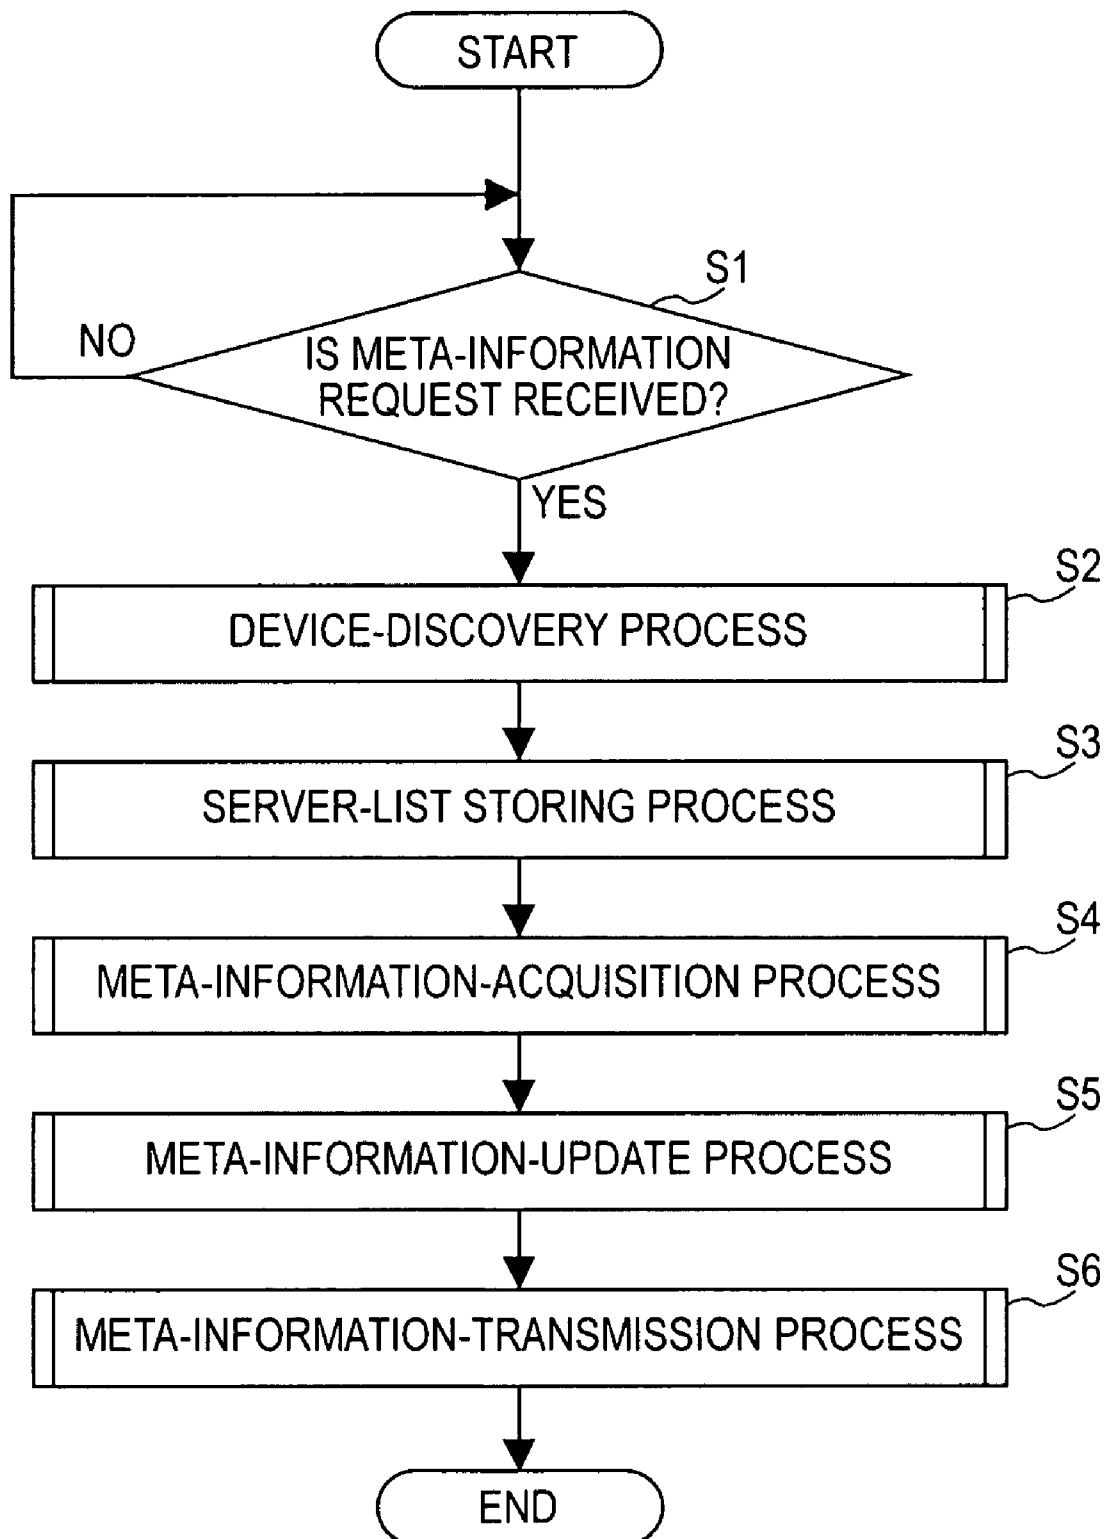 START
S1
NO
IS META-INFORMATION
REQUEST RECEIVED?
YES
S2
DEVICE-DISCOVERY PROCESS
S3
SERVER-LIST STORING PROCESS
S4
META-INFORMATION-ACQUISITION PROCESS
S5
META-INFORMATION-UPDATE PROCESS
S6
META-INFORMATION-TRANSMISSION PROCESS
END